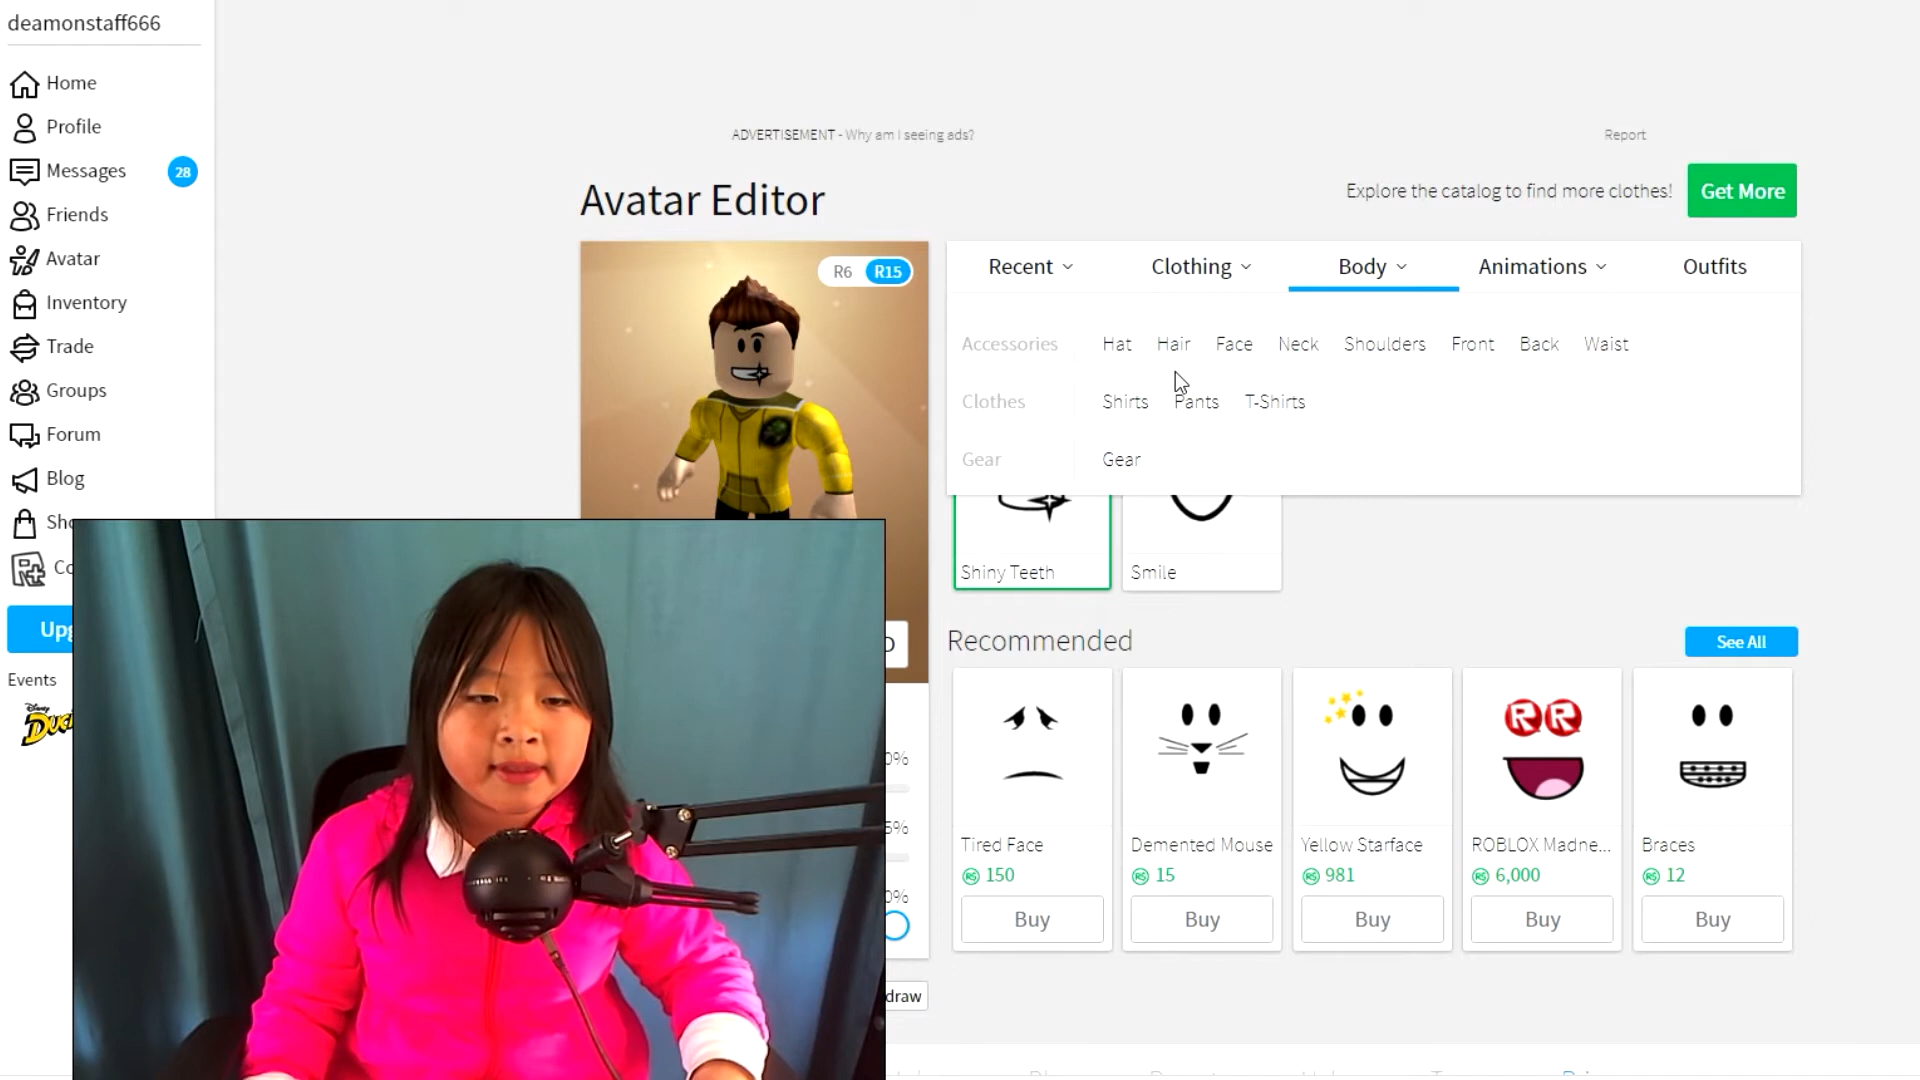 deamonstaff666
Home
Profile
Messages 28
Friends
Avatar
Inventory
Trade
Groups
Forum
Blog
Events
Disney
ADVERTISEMENT - Why am I seeing ads?
Report
Avatar Editor
Explore the catalog to find more clothes! Get More
R6 R15
Recent Clothing Body Animations Outfits
Accessories Hat Hair Face Neck Shoulders Front Back Waist
Clothes Shirts Pants T-Shirts
Gear Gear
Shiny Teeth Smile
Recommended See All
R R
Tired Face Demented Mouse Yellow Starface ROBLOX Madne... Braces
R$ 150 R$ 15 R$ 981 R$ 6,000 R$ 12
Buy Buy Buy Buy Buy